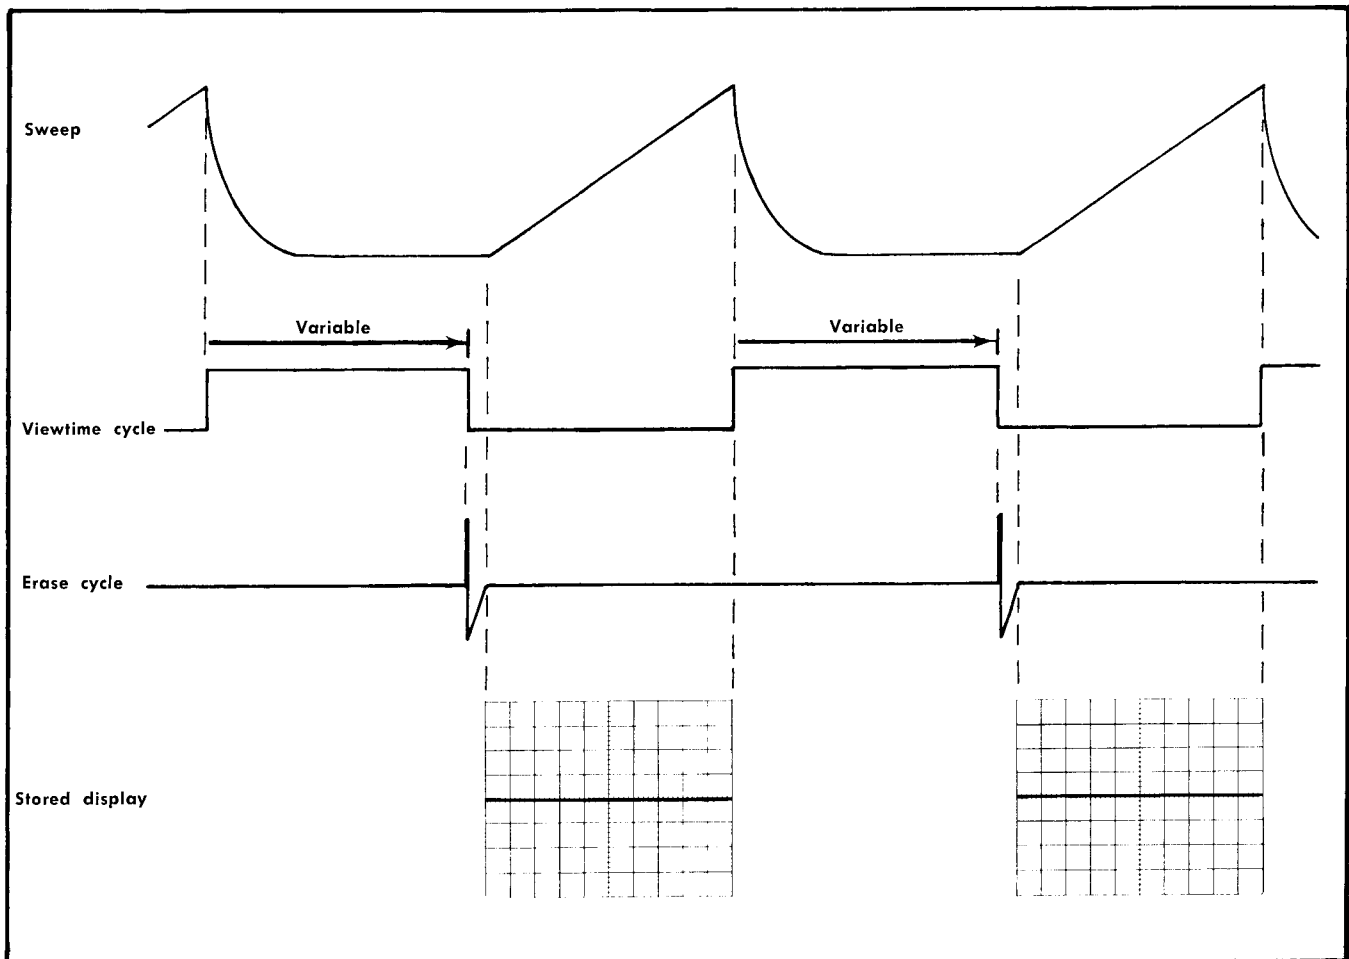 Sweep
Variable
Variable
Viewtime cycle
Erase cycle
Stored display